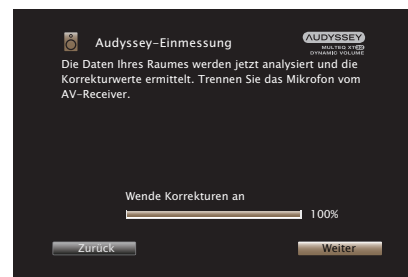 Audyssey-Einmessung
AUDYSSEY
MULTEQ XT32
DYNAMIC VOLUME
Die Daten Ihres Raumes werden jetzt analysiert und die
Korrekturwerte ermittelt. Trennen Sie das Mikrofon vom
AV-Receiver.
Wende Korrekturen an
100%
Zurück
Weiter